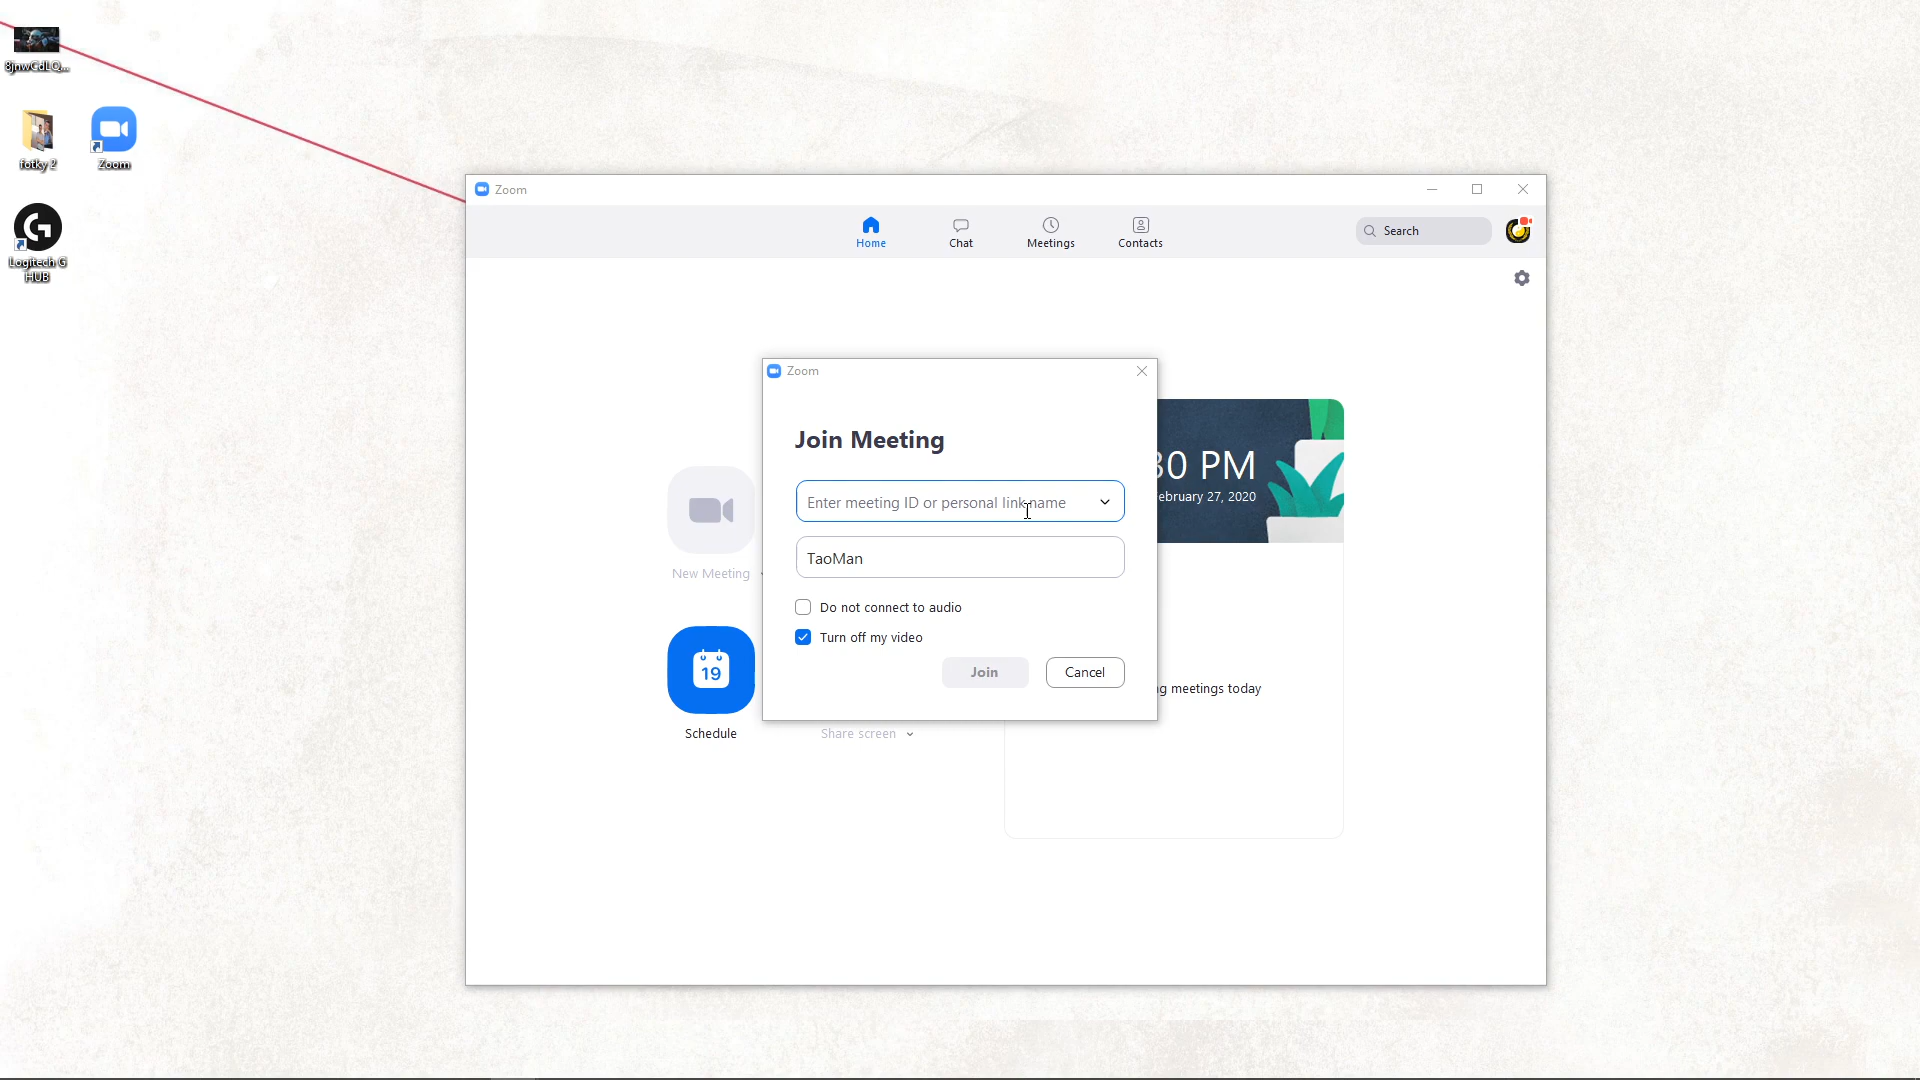 8jnwCdLQ...
fotky 2
Zoom
Logitech G
HUB
Zoom
Home
Chat
Meetings
Contacts
Search
Zoom
Join Meeting
Enter meeting ID or personal link name
TaoMan
Do not connect to audio
Turn off my video
Join
Cancel
30 PM
ebruary 27, 2020
New Meeting
19
Schedule
Share screen
g meetings today